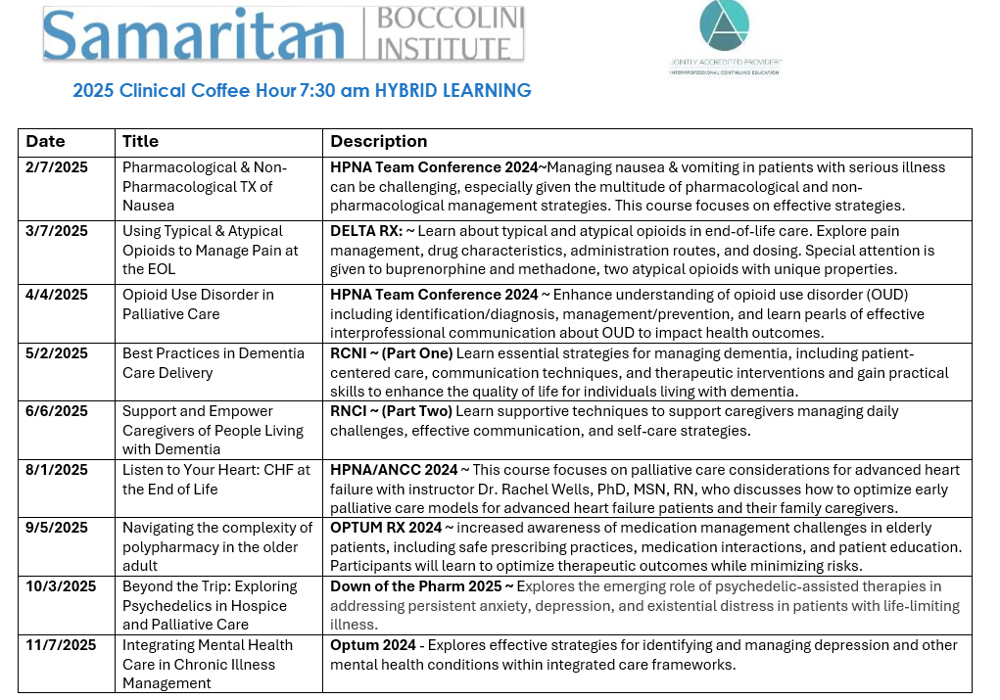 Samaritan | BOCCOLINI
INSTITUTE
JOINTLY ACCREDITED PROVIDER™
INTERPROFESSIONAL CONTINUING EDUCATION
2025 Clinical Coffee Hour 7:30 am HYBRID LEARNING
Date Title Description
2/7/2025 Pharmacological & Non- HPNA Team Conference 2024~Managing nausea & vomiting in patients with serious illness
Pharmacological TX of can be challenging, especially given the multitude of pharmacological and non-
Nausea pharmacological management strategies. This course focuses on effective strategies.
3/7/2025 Using Typical & Atypical DELTA RX: ~ Learn about typical and atypical opioids in end-of-life care. Explore pain
Opioids to Manage Pain at management, drug characteristics, administration routes, and dosing. Special attention is
the EOL given to buprenorphine and methadone, two atypical opioids with unique properties.
4/4/2025 Opioid Use Disorder in HPNA Team Conference 2024 ~ Enhance understanding of opioid use disorder (OUD)
Palliative Care including identification/diagnosis, management/prevention, and learn pearls of effective
interprofessional communication about OUD to impact health outcomes.
5/2/2025 Best Practices in Dementia RCNI ~ (Part One) Learn essential strategies for managing dementia, including patient-
Care Delivery centered care, communication techniques, and therapeutic interventions and gain practical
skills to enhance the quality of life for individuals living with dementia.
6/6/2025 Support and Empower RNCI ~ (Part Two) Learn supportive techniques to support caregivers managing daily
Caregivers of People Living challenges, effective communication, and self-care strategies.
with Dementia
8/1/2025 Listen to Your Heart: CHF at HPNA/ANCC 2024 ~ This course focuses on palliative care considerations for advanced heart
the End of Life failure with instructor Dr. Rachel Wells, PhD, MSN, RN, who discusses how to optimize early
palliative care models for advanced heart failure patients and their family caregivers.
9/5/2025 Navigating the complexity of OPTUM RX 2024 ~ increased awareness of medication management challenges in elderly
polypharmacy in the older patients, including safe prescribing practices, medication interactions, and patient education.
adult Participants will learn to optimize therapeutic outcomes while minimizing risks.
10/3/2025 Beyond the Trip: Exploring Down of the Pharm 2025 ~ Explores the emerging role of psychedelic-assisted therapies in
Psychedelics in Hospice addressing persistent anxiety, depression, and existential distress in patients with life-limiting
and Palliative Care illness.
11/7/2025 Integrating Mental Health Optum 2024 - Explores effective strategies for identifying and managing depression and other
Care in Chronic Illness mental health conditions within integrated care frameworks.
Management